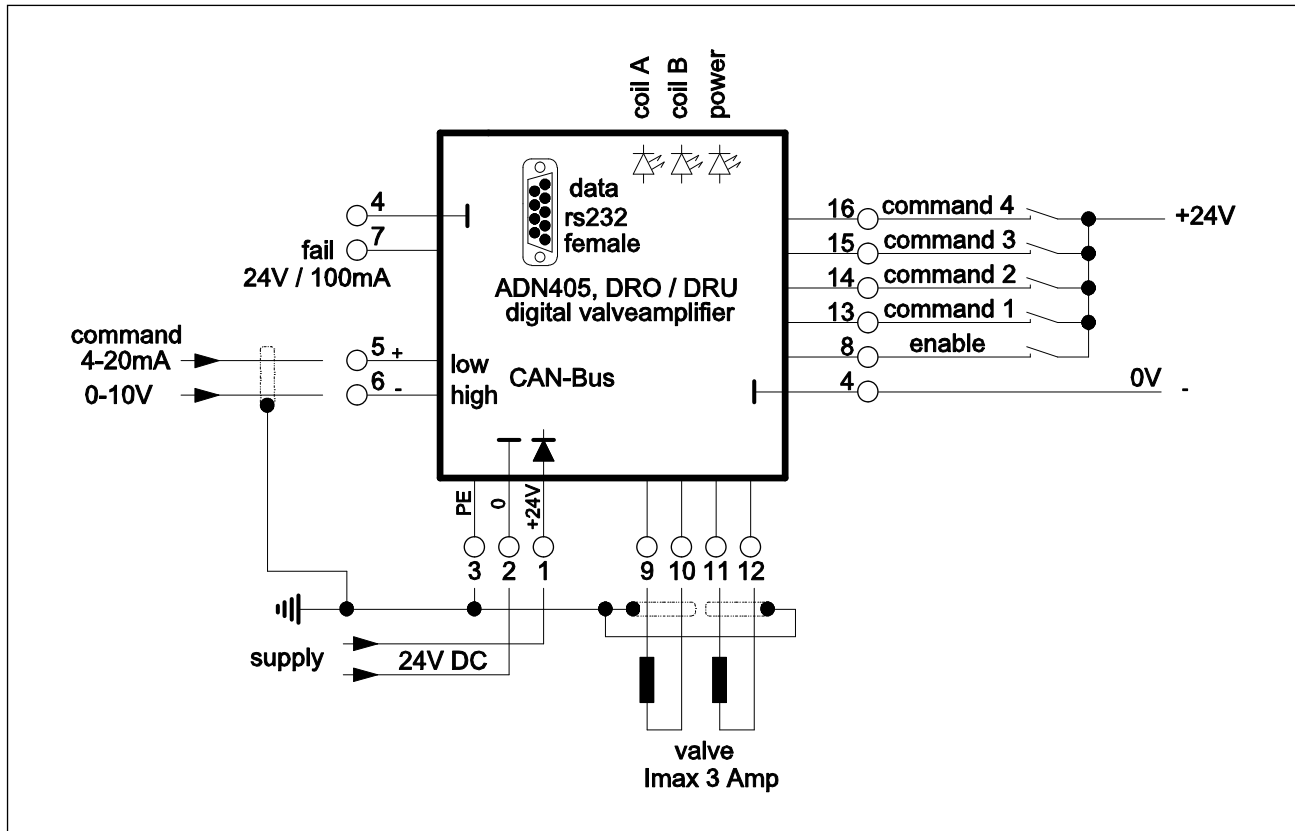 coil A
coil B
power
4
7
fail
24V / 100mA
data
rs232
female
ADN405, DRO / DRU
digital valveamplifier
16 command 4
+24V
15 command 3
14 command 2
13 command 1
8 enable
4
0V -
command
4-20mA
0-10V
5 +
6 -
low
high
CAN-Bus
PE
0
+24V
3 2 1
9 10 11 12
supply
24V DC
valve
Imax 3 Amp